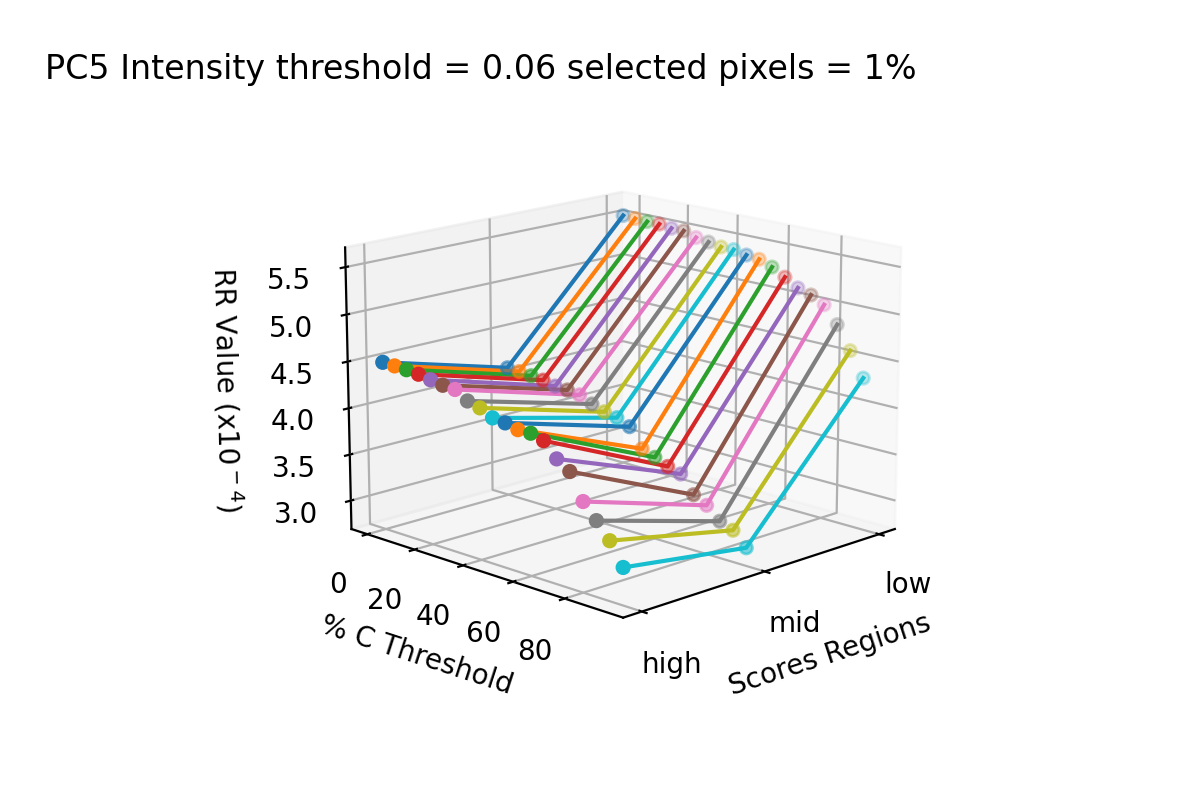 PC5 Intensity threshold = 0.06 selected pixels = 1%
RR Value (x10⁻⁴)
5.5
5.0
4.5
4.0
3.5
3.0
0
20
40
60
80
% C Threshold
high
mid
low
Scores Regions